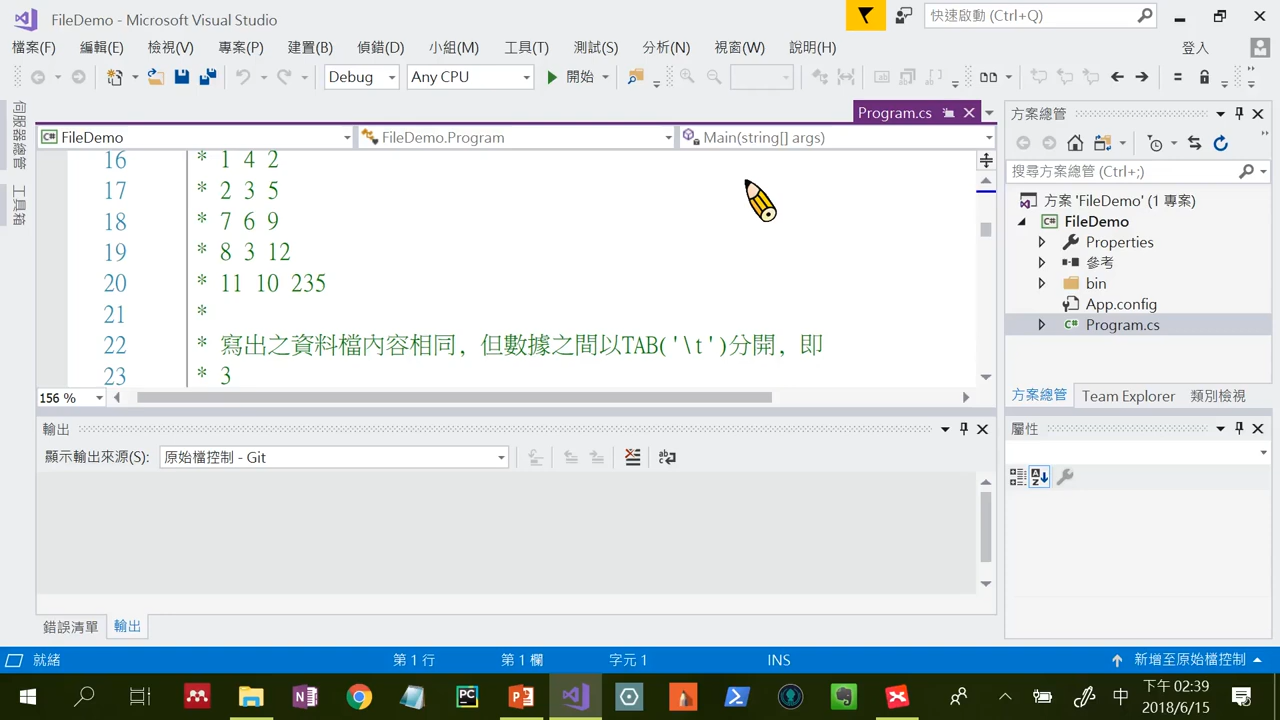 FileDemo - Microsoft Visual Studio
快速啟動 (Ctrl+Q)
檔案(F) 編輯(E) 檢視(V) 專案(P) 建置(B) 偵錯(D) 小組(M) 工具(T) 測試(S) 分析(N) 視窗(W) 說明(H)
登入
Debug Any CPU 開始
伺服器總管
工具箱
Program.cs
FileDemo FileDemo.Program Main(string[] args)
16 * 1 4 2
17 * 2 3 5
18 * 7 6 9
19 * 8 3 12
20 * 11 10 235
21 *
22 * 寫出之資料檔內容相同, 但數據之間以TAB('\t')分開, 即
23 * 3
156 %
輸出
顯示輸出來源(S): 原始檔控制 - Git
錯誤清單 輸出
方案總管
搜尋方案總管 (Ctrl+;)
方案 'FileDemo' (1 專案)
FileDemo
Properties
參考
bin
App.config
Program.cs
方案總管 Team Explorer 類別檢視
屬性
就緒 第 1 行 第 1 欄 字元 1 INS 新增至原始檔控制
中
下午 02:39
2018/6/15